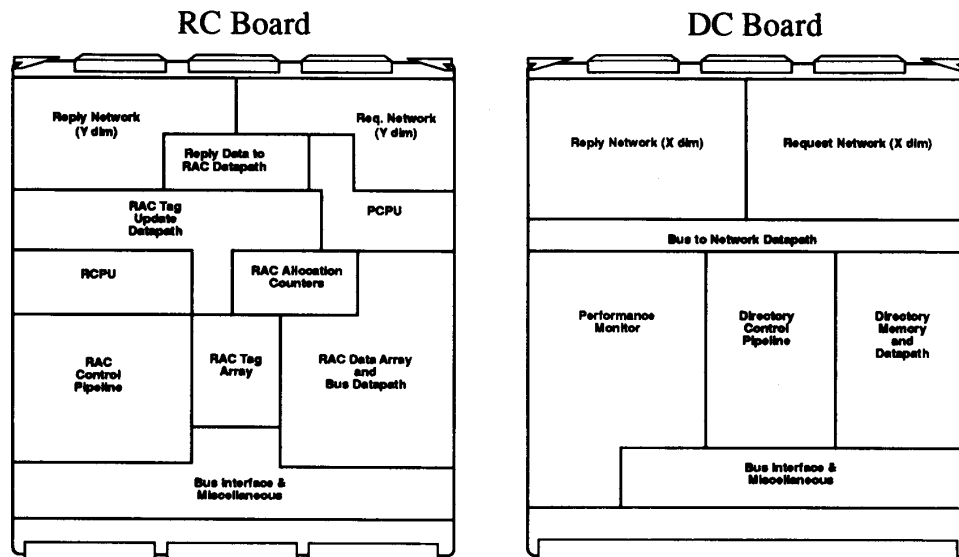 RC Board
DC Board
Reply Network
(Y dim)
Req. Network
(Y dim)
Reply Data to
RAC Datapath
RAC Tag
Update
Datapath
PCPU
RCPU
RAC Allocation
Counters
RAC
Control
Pipeline
RAC Tag
Array
RAC Data Array
and
Bus Datapath
Bus Interface &
Miscellaneous
Reply Network (X dim)
Request Network (X dim)
Bus to Network Datapath
Performance
Monitor
Directory
Control
Pipeline
Directory
Memory
and
Datapath
Bus Interface &
Miscellaneous